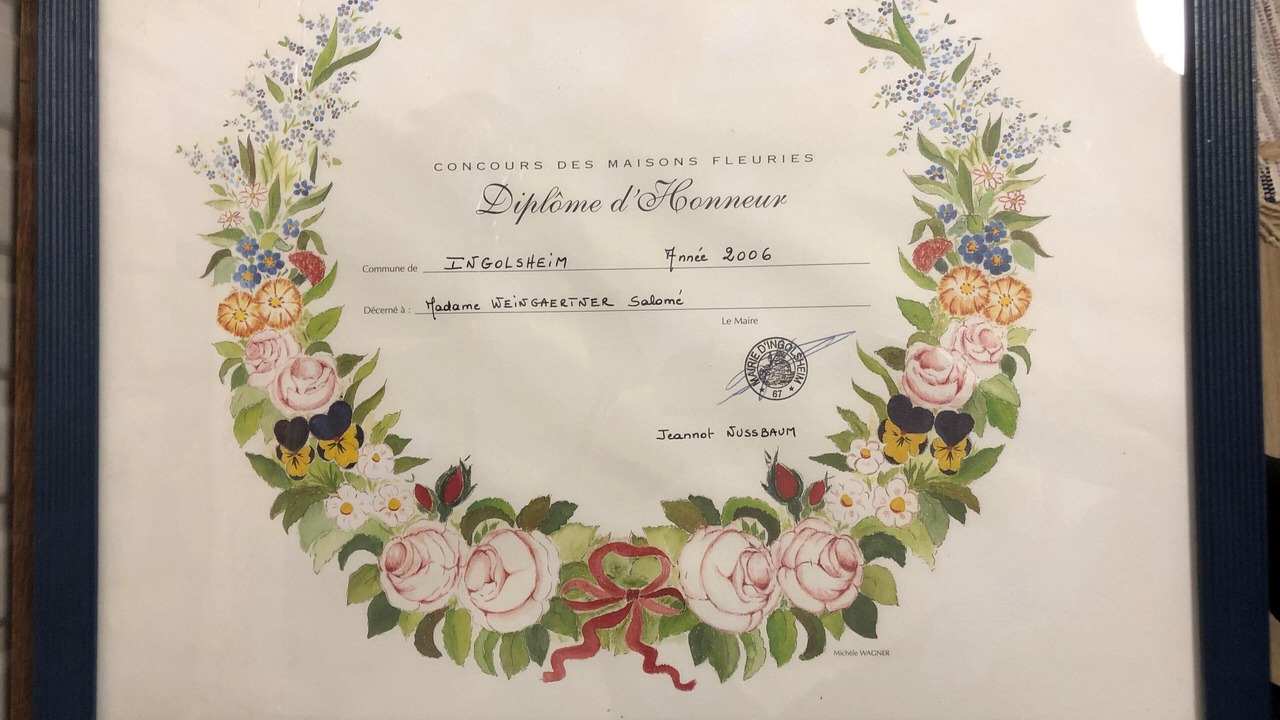 CONCOURS DES MAISONS FLEURIES
Diplôme d'Honneur
Commune de INGOLSHEIM Année 2006
Décerné à : Madame WEINGAERTNER Salomé
Le Maire
MAIRIE D'INGOLSHEIM
67
Jeannot NUSSBAUM
Michèle WAGNER